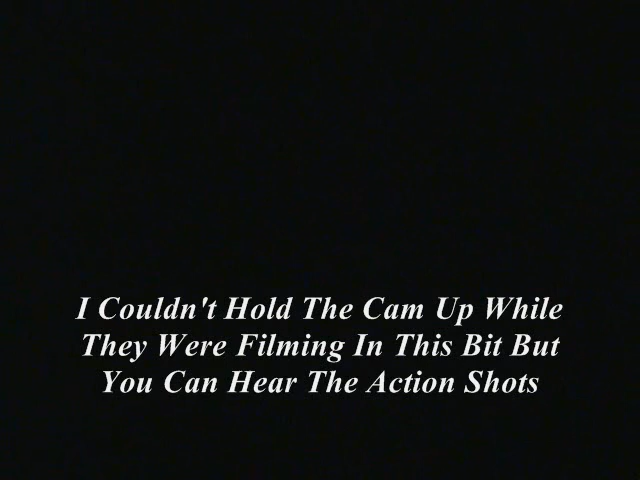 I Couldn't Hold The Cam Up While
They Were Filming In This Bit But
You Can Hear The Action Shots